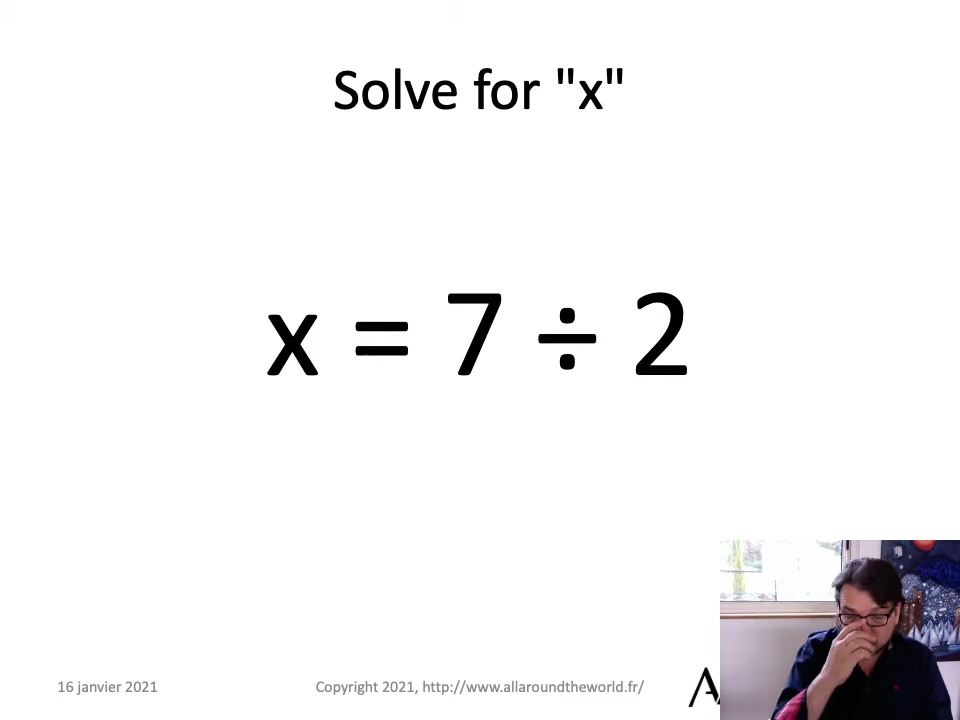 Solve for "x"
x = 7 ÷ 2
16 janvier 2021
Copyright 2021, http://www.allaroundtheworld.fr/
A